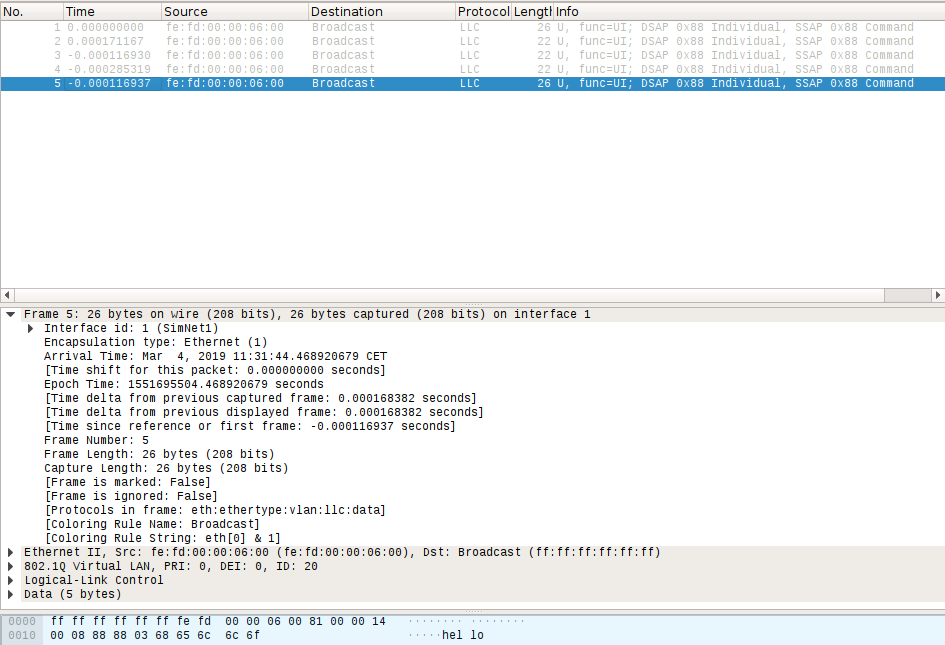 No. Time Source Destination Protocol Length Info
1 0.000000000 fe:fd:00:00:06:00 Broadcast LLC 26 U, func=UI; DSAP 0x88 Individual, SSAP 0x88 Command
2 0.000171167 fe:fd:00:00:06:00 Broadcast LLC 22 U, func=UI; DSAP 0x88 Individual, SSAP 0x88 Command
3 -0.000116930 fe:fd:00:00:06:00 Broadcast LLC 22 U, func=UI; DSAP 0x88 Individual, SSAP 0x88 Command
4 -0.000285319 fe:fd:00:00:06:00 Broadcast LLC 22 U, func=UI; DSAP 0x88 Individual, SSAP 0x88 Command
5 -0.000116937 fe:fd:00:00:06:00 Broadcast LLC 26 U, func=UI; DSAP 0x88 Individual, SSAP 0x88 Command
Frame 5: 26 bytes on wire (208 bits), 26 bytes captured (208 bits) on interface 1
Interface id: 1 (SimNet1)
Encapsulation type: Ethernet (1)
Arrival Time: Mar  4, 2019 11:31:44.468920679 CET
[Time shift for this packet: 0.000000000 seconds]
Epoch Time: 1551695504.468920679 seconds
[Time delta from previous captured frame: 0.000168382 seconds]
[Time delta from previous displayed frame: 0.000168382 seconds]
[Time since reference or first frame: -0.000116937 seconds]
Frame Number: 5
Frame Length: 26 bytes (208 bits)
Capture Length: 26 bytes (208 bits)
[Frame is marked: False]
[Frame is ignored: False]
[Protocols in frame: eth:ethertype:vlan:llc:data]
[Coloring Rule Name: Broadcast]
[Coloring Rule String: eth[0] & 1]
Ethernet II, Src: fe:fd:00:00:06:00 (fe:fd:00:00:06:00), Dst: Broadcast (ff:ff:ff:ff:ff:ff)
802.1Q Virtual LAN, PRI: 0, DEI: 0, ID: 20
Logical-Link Control
Data (5 bytes)
0000 ff ff ff ff ff ff fe fd 00 00 06 00 81 00 00 14 ········ ········
0010 00 08 88 88 03 68 65 6c 6c 6f ·····hel lo